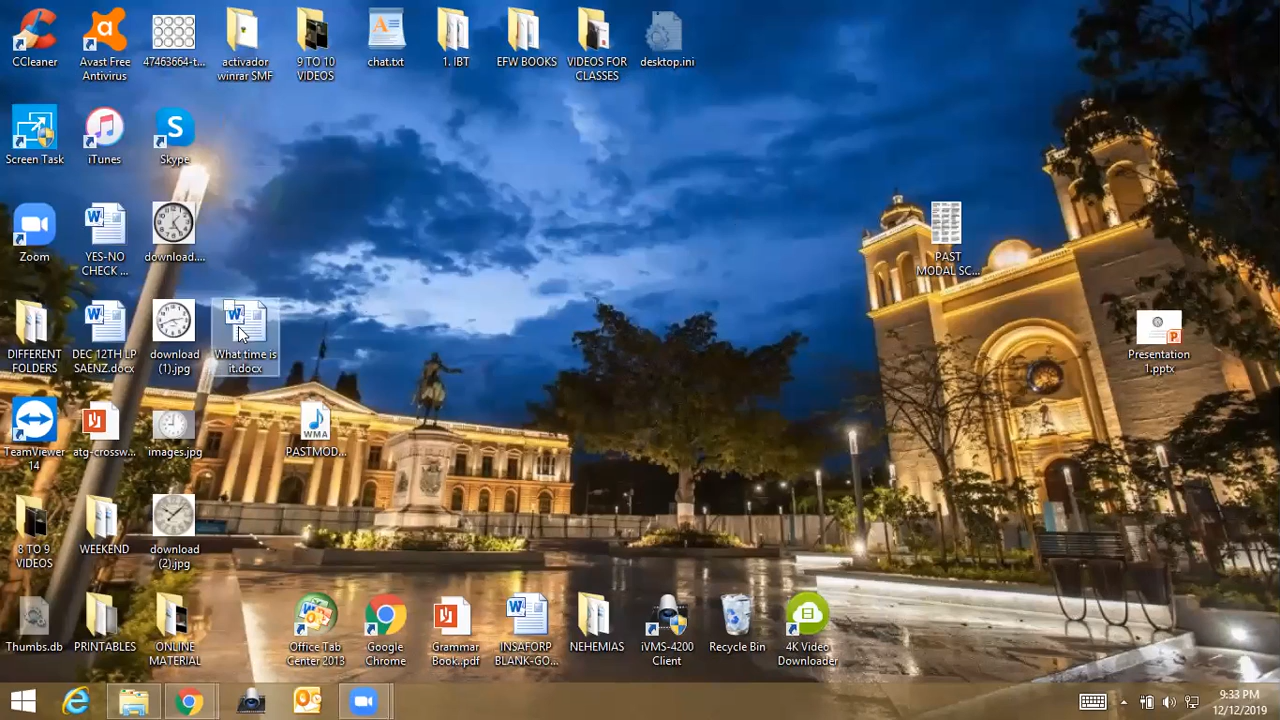 CCleaner
Avast Free
Antivirus
47463664-t...
activador
winrar SMF
9 TO 10
VIDEOS
chat.txt
1. IBT
EFW BOOKS
VIDEOS FOR
CLASSES
desktop.ini
Screen Task
iTunes
Skype
Zoom
YES-NO
CHECK ...
download....
PAST
MODAL SC...
DIFFERENT
FOLDERS
DEC 12TH LP
SAENZ.docx
download
(1).jpg
What time is
it.docx
Presentation
1.pptx
TeamViewer
14
atg-crossw...
images.jpg
WMA
PASTMOD...
8 TO 9
VIDEOS
WEEKEND
download
(2).jpg
Thumbs.db
PRINTABLES
ONLINE
MATERIAL
Office Tab
Center 2013
Google
Chrome
Grammar
Book...pdf
INSAFORP
BLANK-GO...
NEHEMIAS
iVMS-4200
Client
Recycle Bin
4K Video
Downloader
9:33 PM
12/12/2019